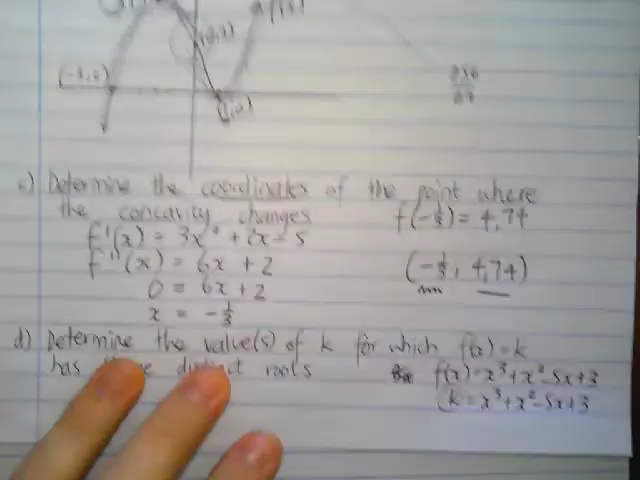 (-3,0)
(0,3)
(1,0)
c) Determine the coordinates of the point where
the concavity changes
f'(x) = 3x² + 2x - 5
f''(x) = 6x + 2
0 = 6x + 2
x = -1/3
f(-1/3) = 4,74
(-1/3, 4,74)
d) Determine the value(s) of k for which f(x)=k
has distinct roots
f(x)=x³+x²-5x+3
k=x³+x²-5x+3